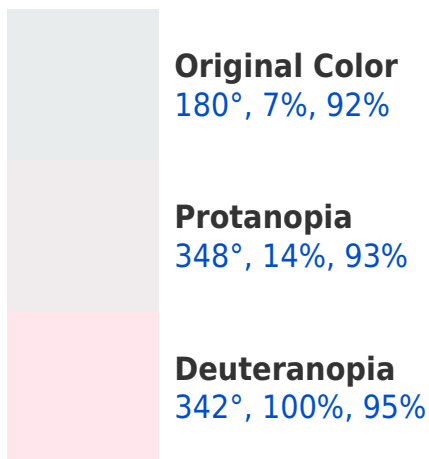 Original Color
180°, 7%, 92%
Protanopia
348°, 14%, 93%
Deuteranopia
342°, 100%, 95%